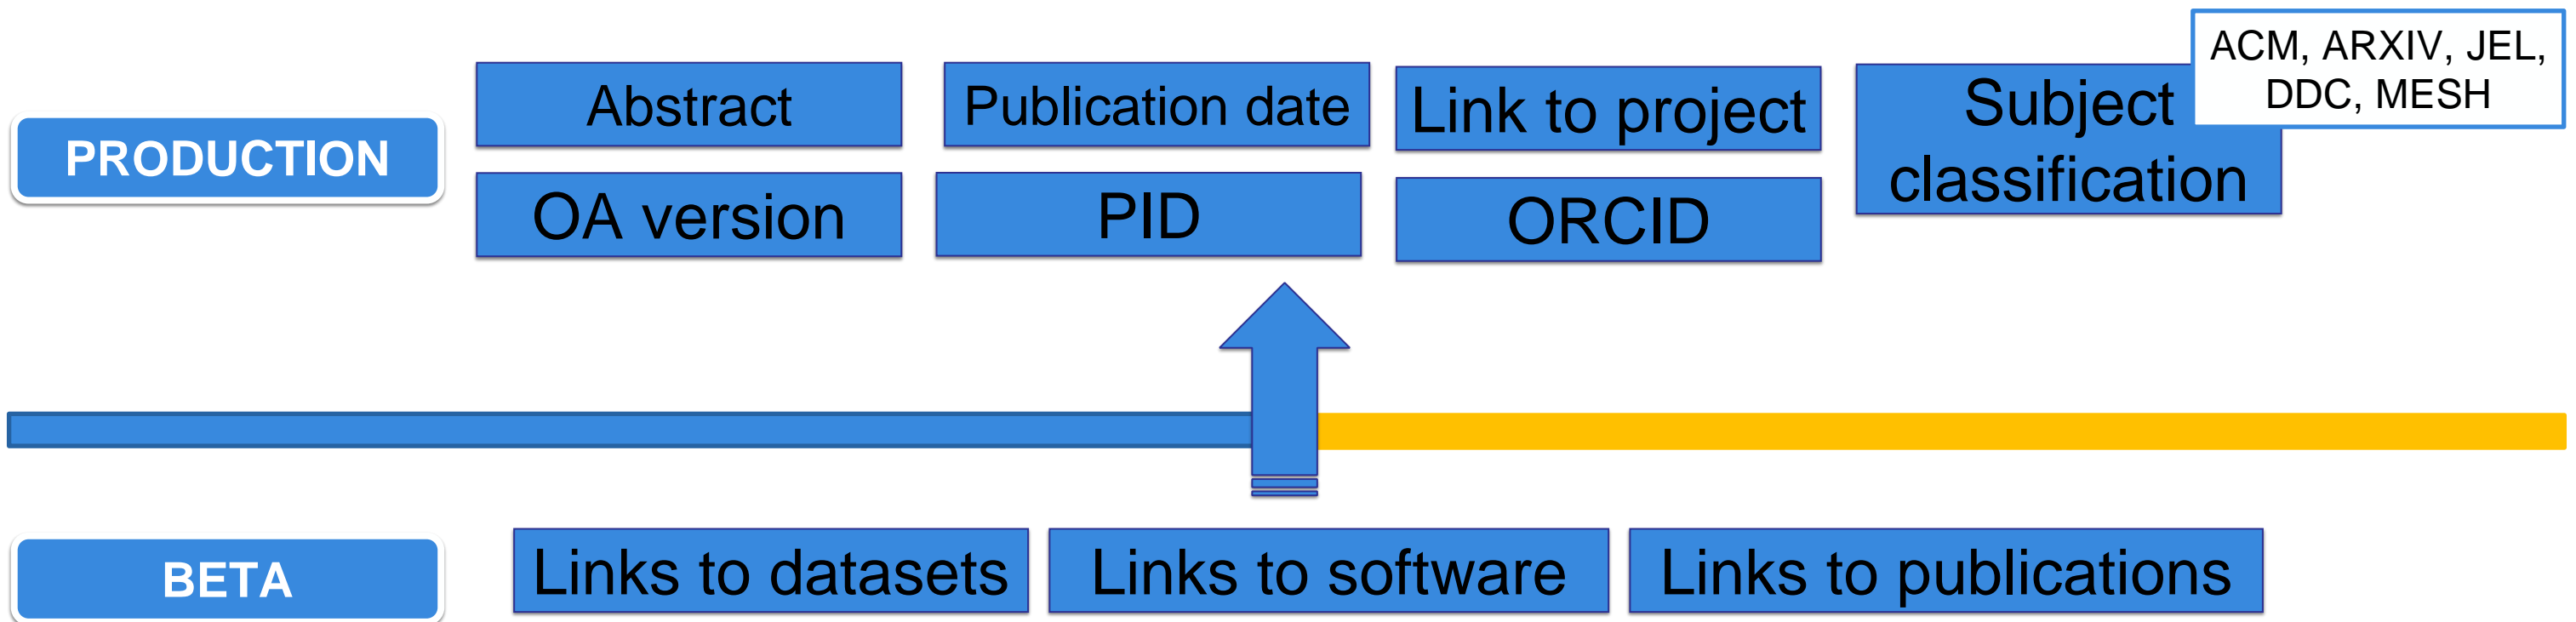 PRODUCTION
Abstract
Publication date
Link to project
Subject
classification
ACM, ARXIV, JEL,
DDC, MESH
OA version
PID
ORCID
BETA
Links to datasets
Links to software
Links to publications